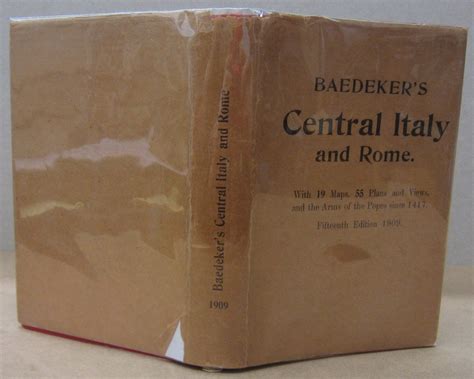 Baedeker's Central Italy and Rome
1909
BAEDEKER'S
Central Italy
and Rome.
With 19 Maps, 55 Plans and Views,
and the Arms of the Popes since 1417.
Fifteenth Edition 1909.